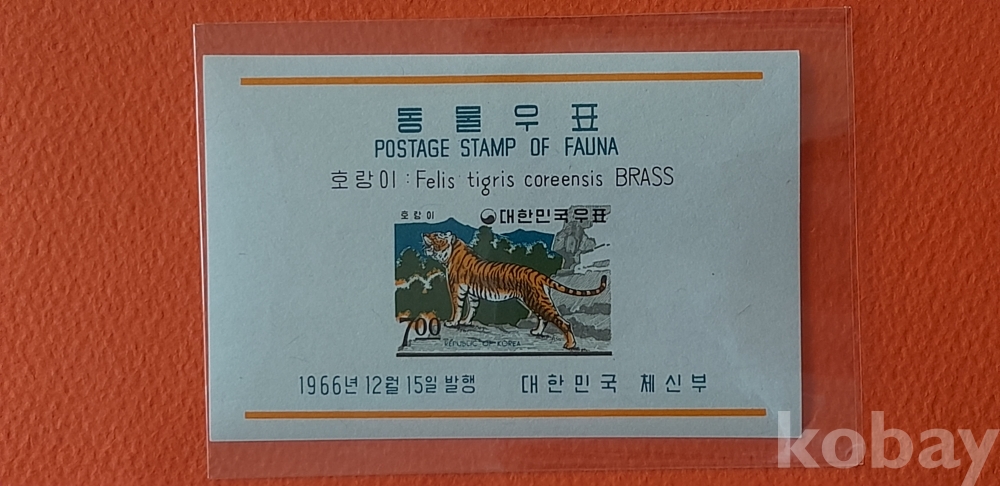 동물우표
POSTAGE STAMP OF FAUNA
호랑이 : Felis tigris coreensis BRASS
호랑이 대한민국우표
7.00
REPUBLIC OF KOREA
1966년 12월 15일 발행 대한민국 체신부
kobay